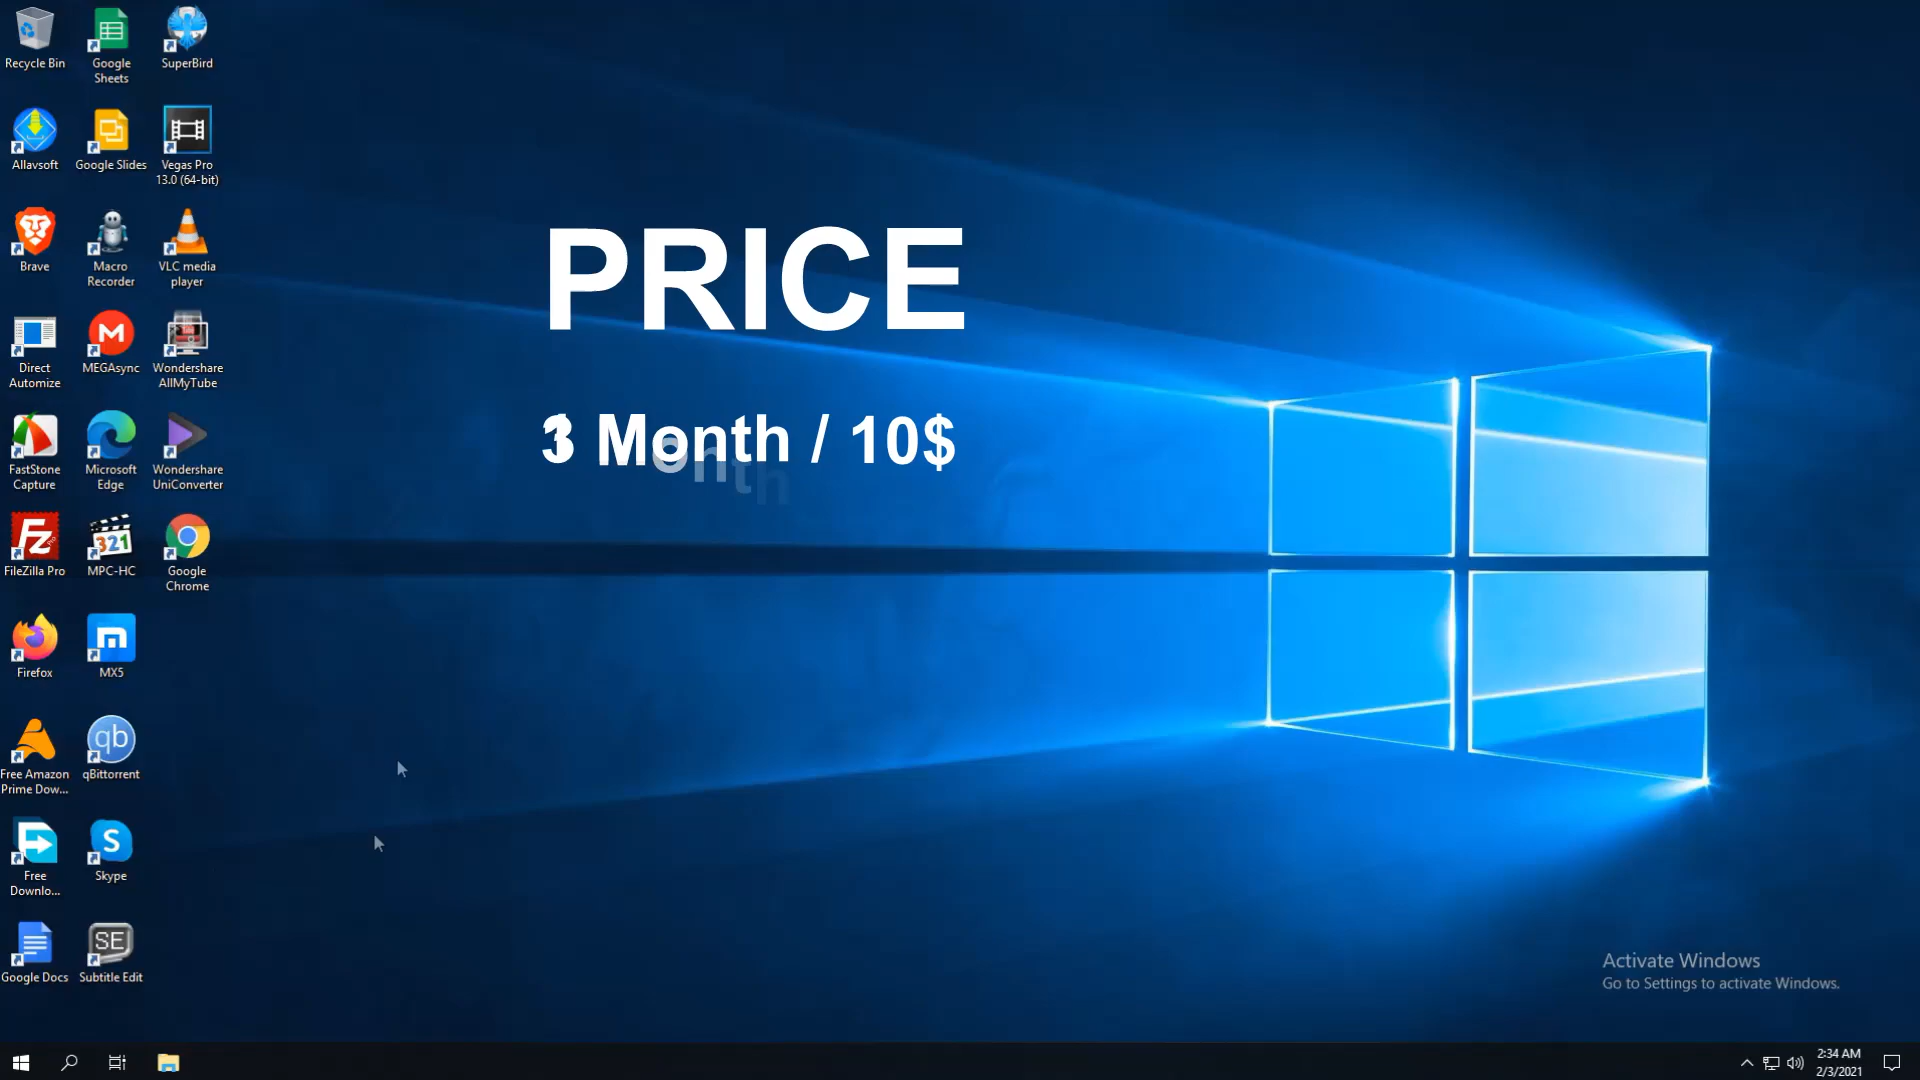 Recycle Bin
Google Sheets
SuperBird
Allavsoft
Google Slides
Vegas Pro 13.0 (64-bit)
Brave
Macro Recorder
VLC media player
Direct Automize
MEGAsync
Wondershare AllMyTube
FastStone Capture
Microsoft Edge
Wondershare UniConverter
FileZilla Pro
321
MPC-HC
Google Chrome
Firefox
MX5
Free Amazon Prime Dow...
qb
qBittorrent
Free Downlo...
Skype
Google Docs
SE
Subtitle Edit
PRICE
Month / 10$
Activate Windows
Go to Settings to activate Windows.
2:34 AM
2/3/2021